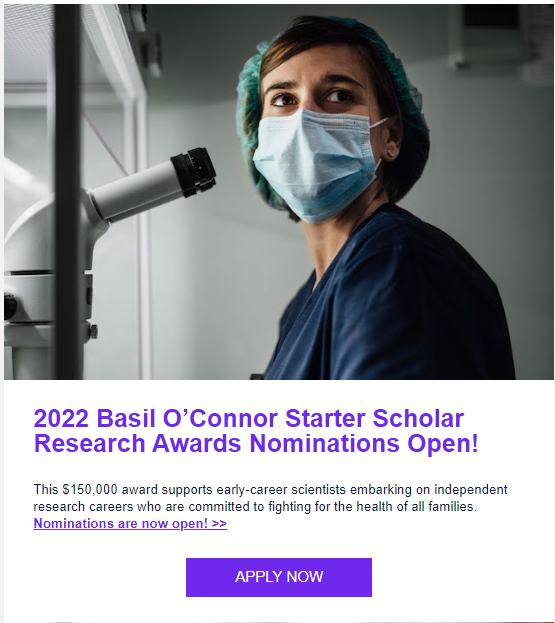 2022 Basil O’Connor Starter Scholar
Research Awards Nominations Open!
This $150,000 award supports early-career scientists embarking on independent
research careers who are committed to fighting for the health of all families.
Nominations are now open! >>
APPLY NOW